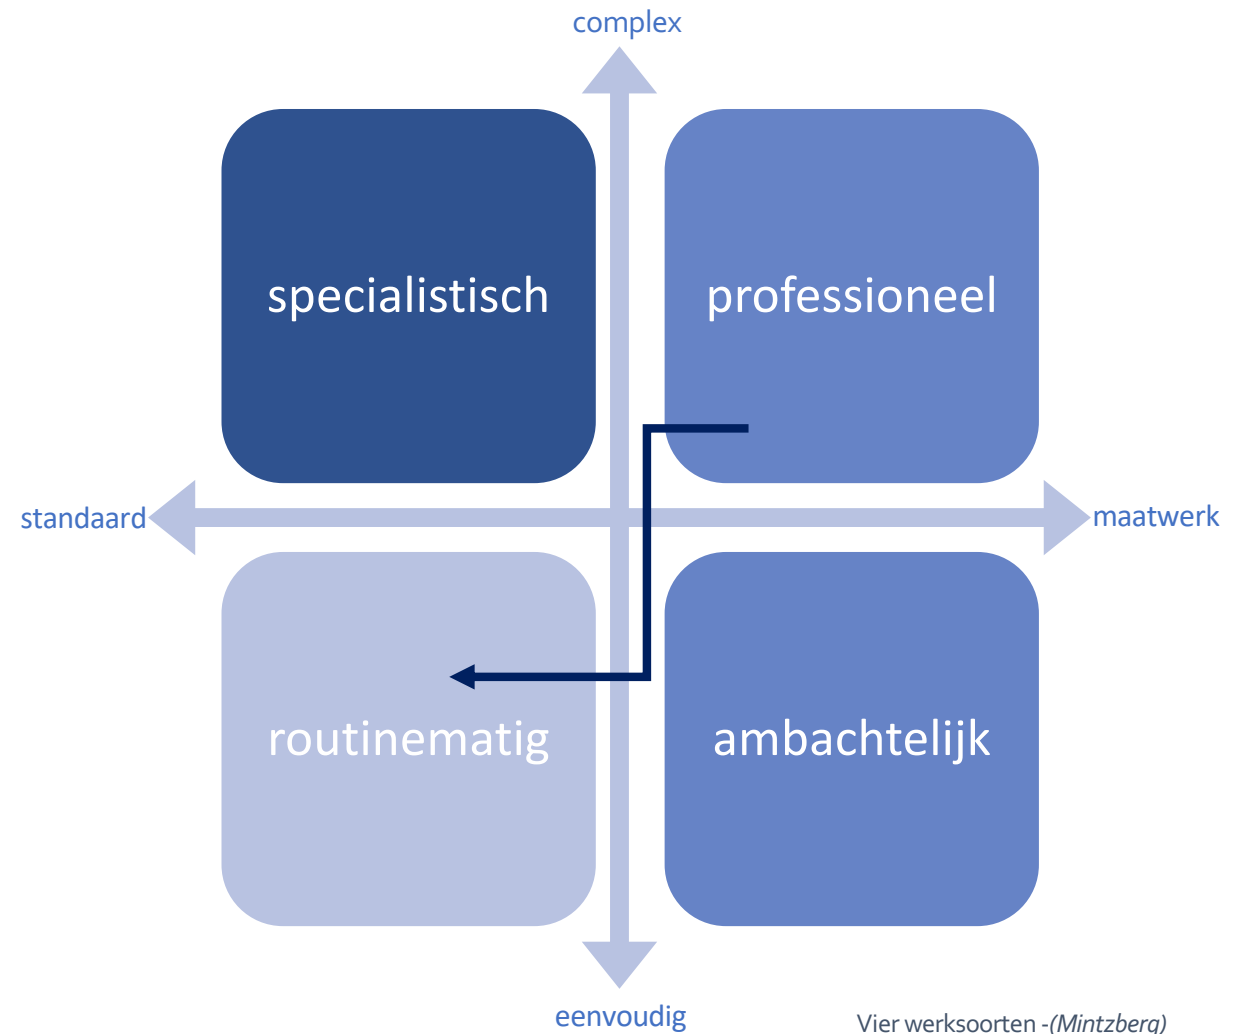 complex
specialistisch
professioneel
standaard
maatwerk
routinematig
ambachtelijk
eenvoudig
Vier werksoorten -(Mintzberg)